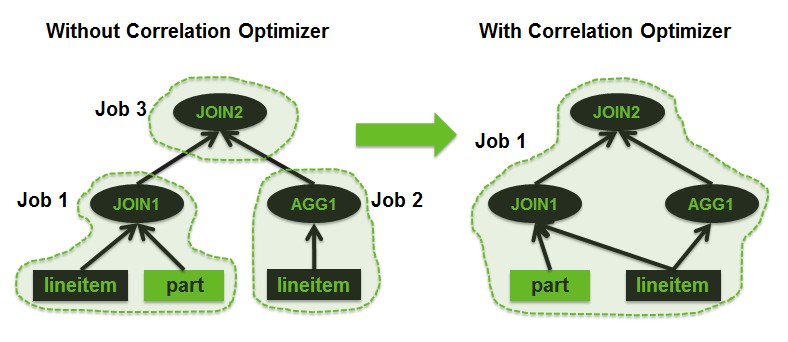 Without Correlation Optimizer
With Correlation Optimizer
Job 3
JOIN2
Job 1
JOIN1
AGG1
Job 2
lineitem
part
lineitem
JOIN2
Job 1
JOIN1
AGG1
part
lineitem